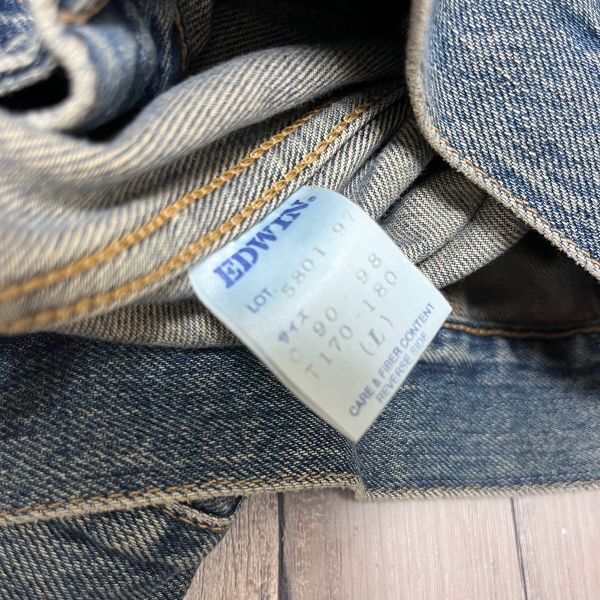 EDWIN®
LOT. 5801 97
サイズ
C 90 - 98
T170-180
(L)
CARE & FIBER CONTENT
REVERSE SIDE